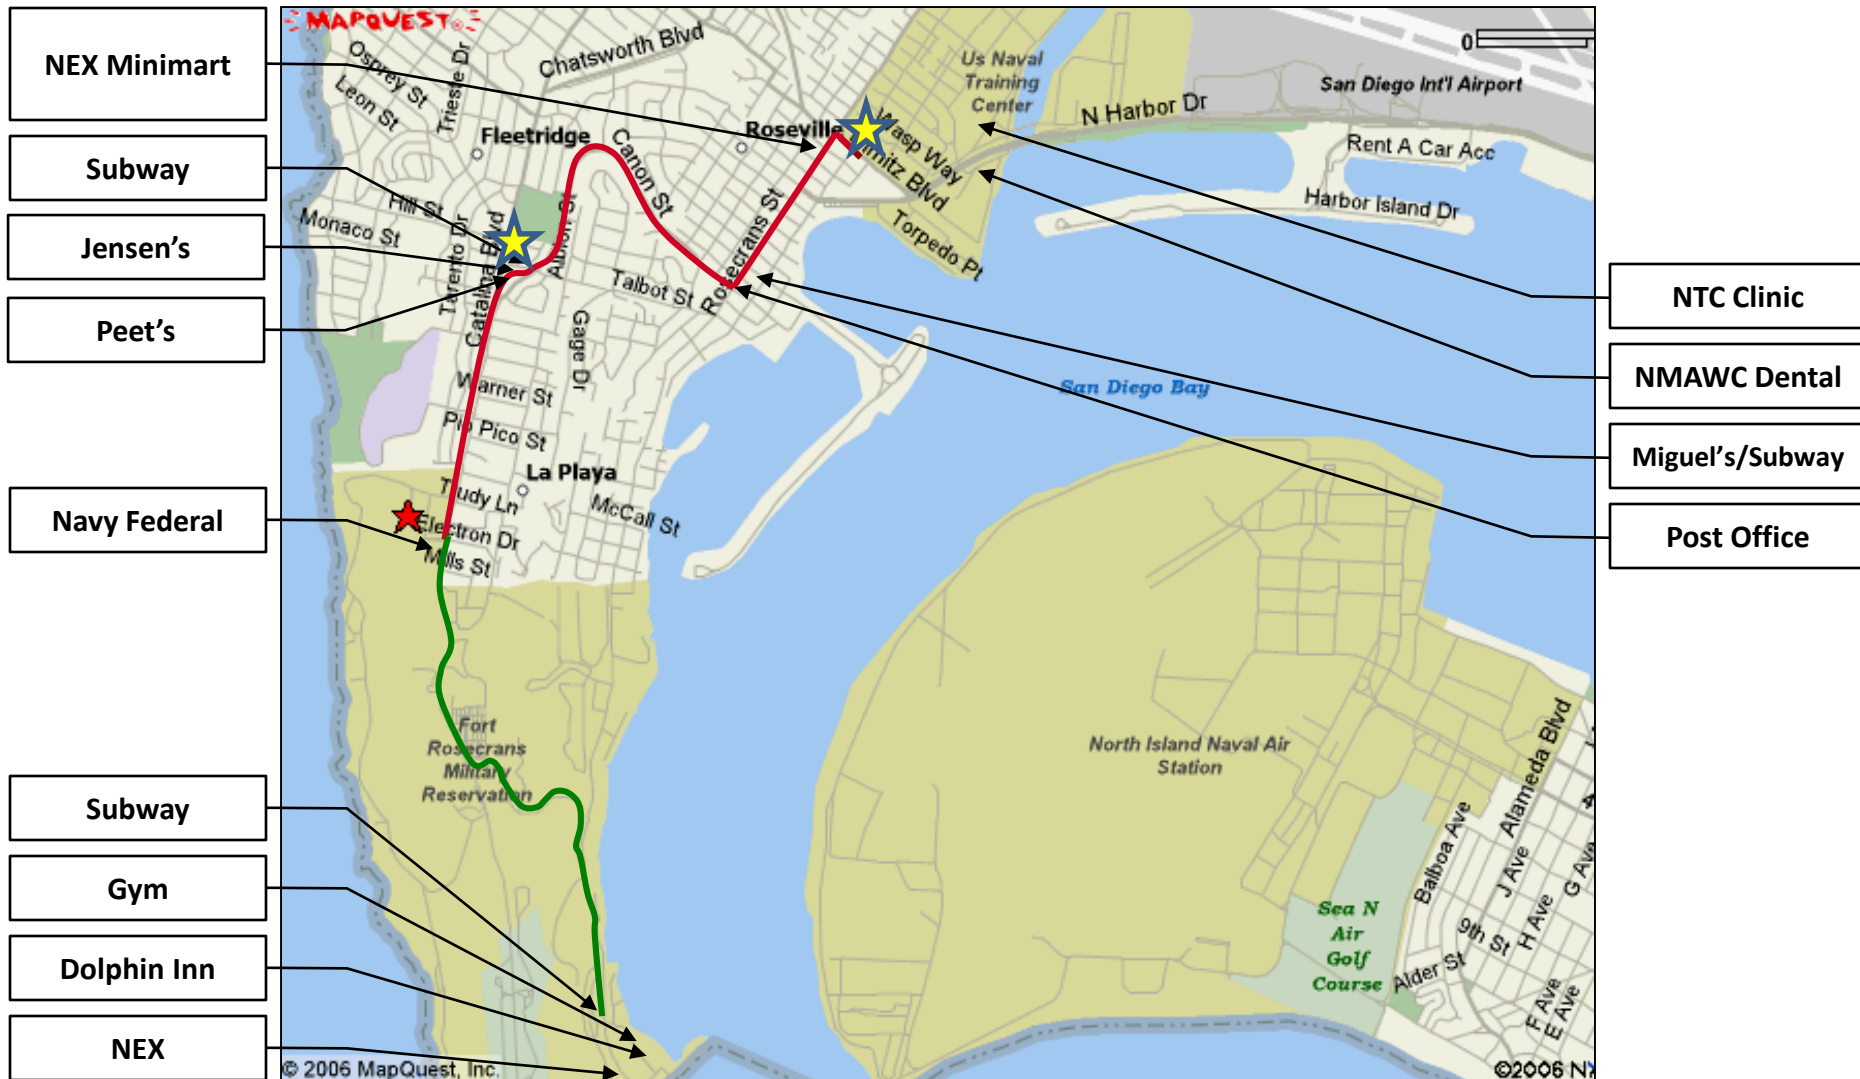 NEX Minimart
Subway
Jensen's
Peet's
Navy Federal
Subway
Gym
Dolphin Inn
NEX
MAPQUEST
Osprey St
Leon St
Trieste Dr
Chatsworth Blvd
Fleetridge
Canon St
Roseville
Us Naval
Training
Center
Wasp Way
N Harbor Dr
San Diego Int'l Airport
0
Rent A Car Acc
Harbor Island Dr
Torpedo Pt
Hill St
Monaco St
Tarento Dr
Catalina Blvd
Talbot St
Rosecrans St
Gage Dr
Warner St
Pio Pico St
La Playa
Trudy Ln
McCall St
Electron Dr
Mills St
San Diego Bay
Fort
Rosecrans
Military
Reservation
North Island Naval Air
Station
Sea N
Air
Golf
Course
Balboa Ave
Alameda Blvd
J Ave
H Ave
9th St
Alder St
F Ave
E Ave
© 2006 MapQuest, Inc.
©2006
NTC Clinic
NMAWC Dental
Miguel's/Subway
Post Office